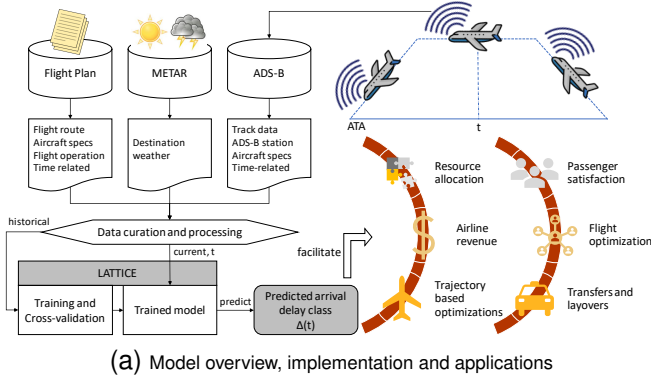 Flight Plan
METAR
ADS-B
Flight route
Aircraft specs
Flight operation
Time related
Destination
weather
Track data
ADS-B station
Aircraft specs
Time-related
ATA
t
historical
Data curation and processing
current, t
LATTICE
Training and
Cross-validation
Trained model
predict
Predicted arrival
delay class
Δ(t)
facilitate
Resource
allocation
Airline
revenue
Trajectory
based
optimizations
Passenger
satisfaction
Flight
optimization
Transfers and
layovers
(a) Model overview, implementation and applications